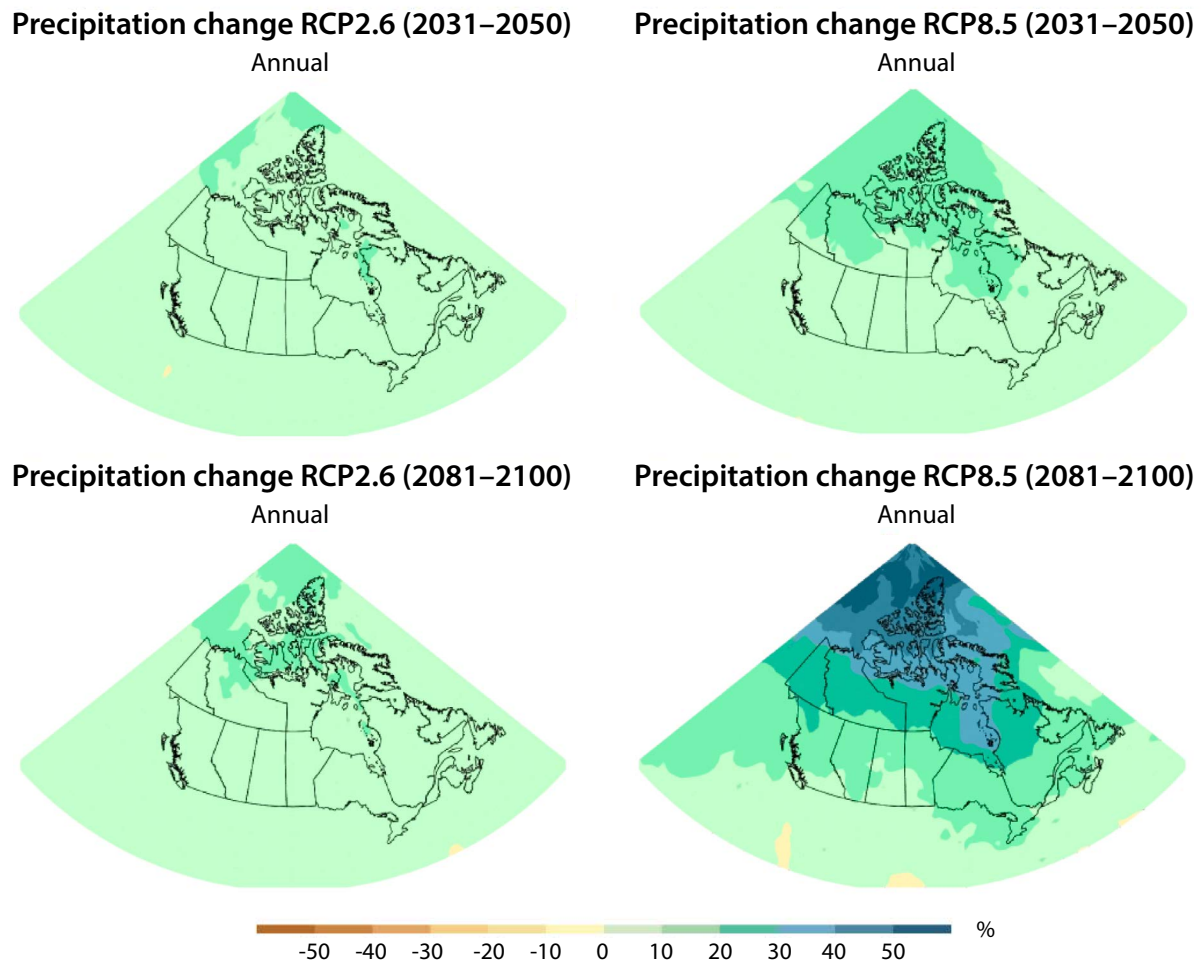 Precipitation change RCP2.6 (2031–2050)
Annual
Precipitation change RCP8.5 (2031–2050)
Annual
Precipitation change RCP2.6 (2081–2100)
Annual
Precipitation change RCP8.5 (2081–2100)
Annual
-50 -40 -30 -20 -10 0 10 20 30 40 50 %